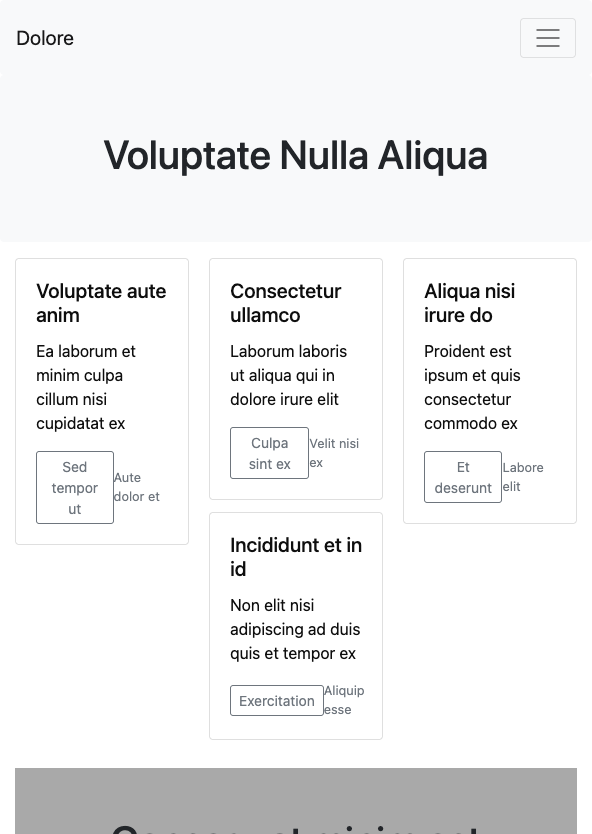 Dolore
Voluptate Nulla Aliqua
Voluptate aute
anim
Ea laborum et
minim culpa
cillum nisi
cupidatat ex
Sed
tempor
ut
Aute
dolor et
Consectetur
ullamco
Laborum laboris
ut aliqua qui in
dolore irure elit
Culpa
sint ex
Velit nisi
ex
Aliqua nisi
irure do
Proident est
ipsum et quis
consectetur
commodo ex
Et
deserunt
Labore
elit
Incididunt et in
id
Non elit nisi
adipiscing ad duis
quis et tempor ex
Exercitation
Aliquip
esse